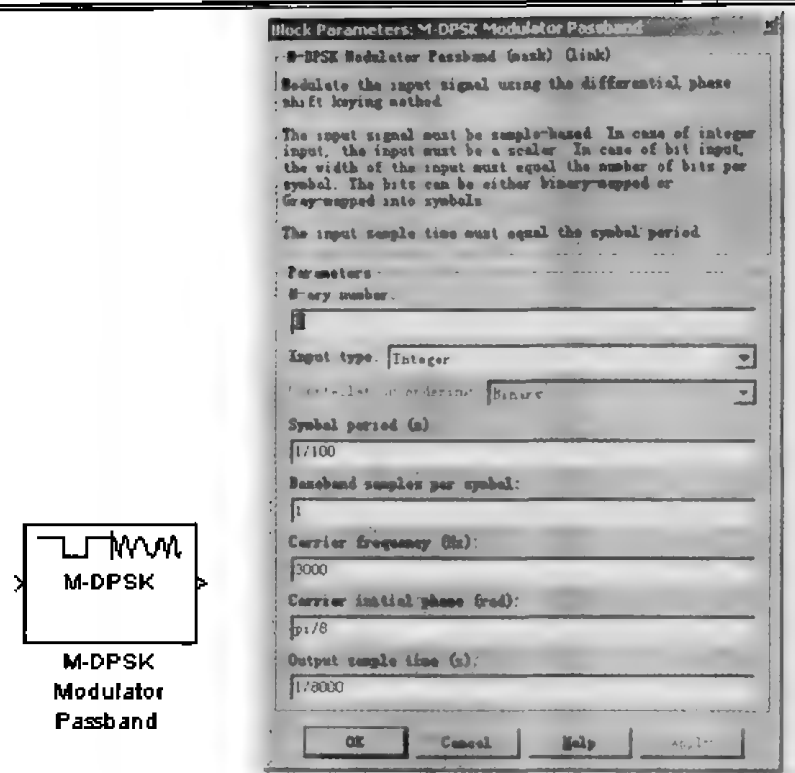 Block Parameters: M-DPSK Modulator Passband
M-DPSK Modulator Passband (mask) (link)
Modulate the input signal using the differential phase
shift keying method
The input signal must be sample-based. In case of integer
input, the input must be a scalar. In case of bit input,
the width of the input must equal the number of bits per
symbol. The bits can be either binary-mapped or
Gray-mapped into symbols
The input sample time must equal the symbol period
Parameters
M-ary number:
Input type: Integer
Constellation ordering: Binary
Symbol period (s)
1/100
Baseband samples per symbol:
1
Carrier frequency (Hz):
3000
Carrier initial phase (rad):
pi/8
Output sample time (s):
1/8000
OK Cancel Help Apply
M-DPSK
M-DPSK
Modulator
Passband